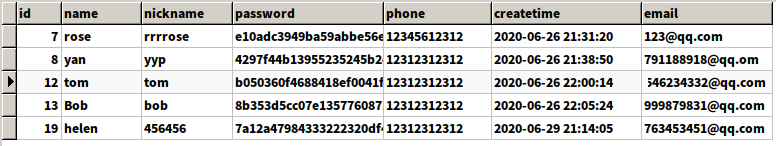 id name nickname password phone createtime email
7 rose rrrrose e10adc3949ba59abbe56e 12345612312 2020-06-26 21:31:20 123@qq.com
8 yan yyp 4297f44b13955235245b2 12312312312 2020-06-26 21:38:50 791188918@qq.om
12 tom tom b050360f4688418ef0041f 12312312312 2020-06-26 22:00:14 546234332@qq.com
13 Bob bob 8b353d5cc07e135776087 12312312312 2020-06-26 22:05:24 999879831@qq.com
19 helen 456456 7a12a47984333222320df 12312312312 2020-06-29 21:14:05 763453451@qq.com